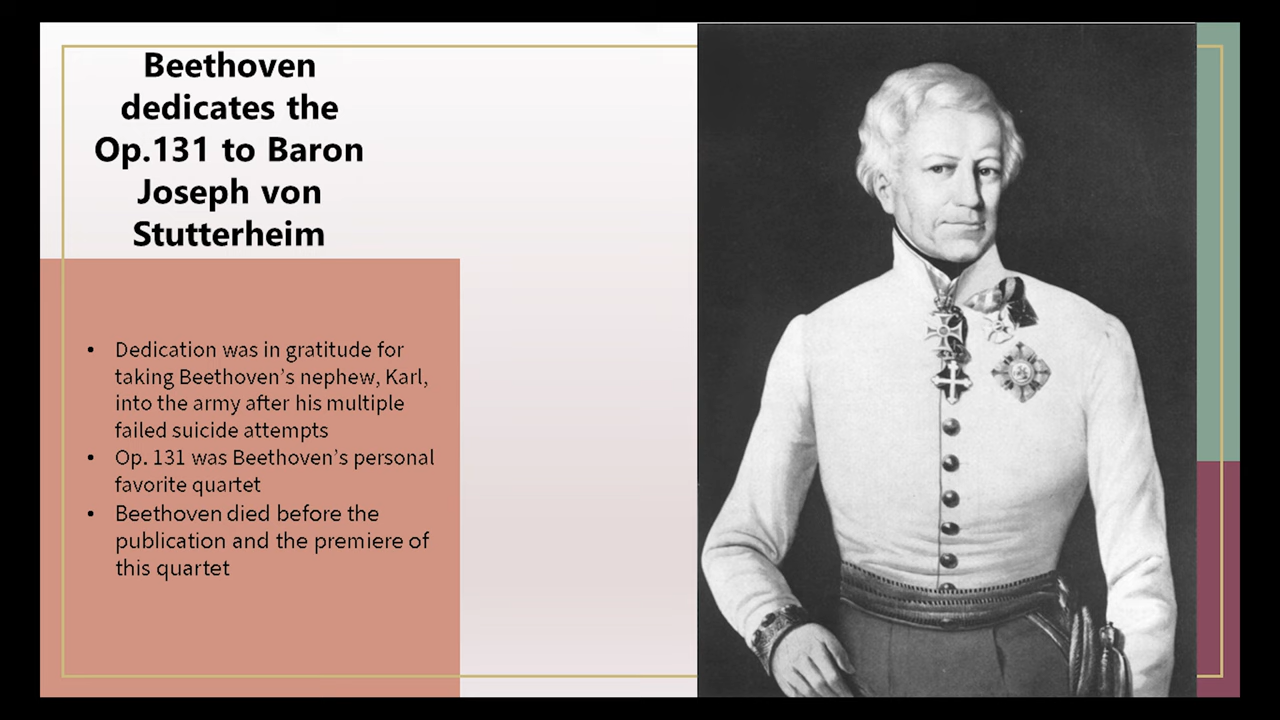 Beethoven
dedicates the
Op.131 to Baron
Joseph von
Stutterheim
• Dedication was in gratitude for
taking Beethoven's nephew, Karl,
into the army after his multiple
failed suicide attempts
• Op. 131 was Beethoven's personal
favorite quartet
• Beethoven died before the
publication and the premiere of
this quartet